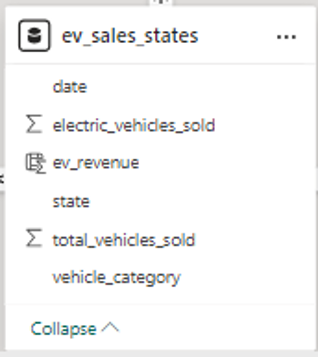 ev_sales_states
date
electric_vehicles_sold
ev_revenue
state
total_vehicles_sold
vehicle_category
Collapse